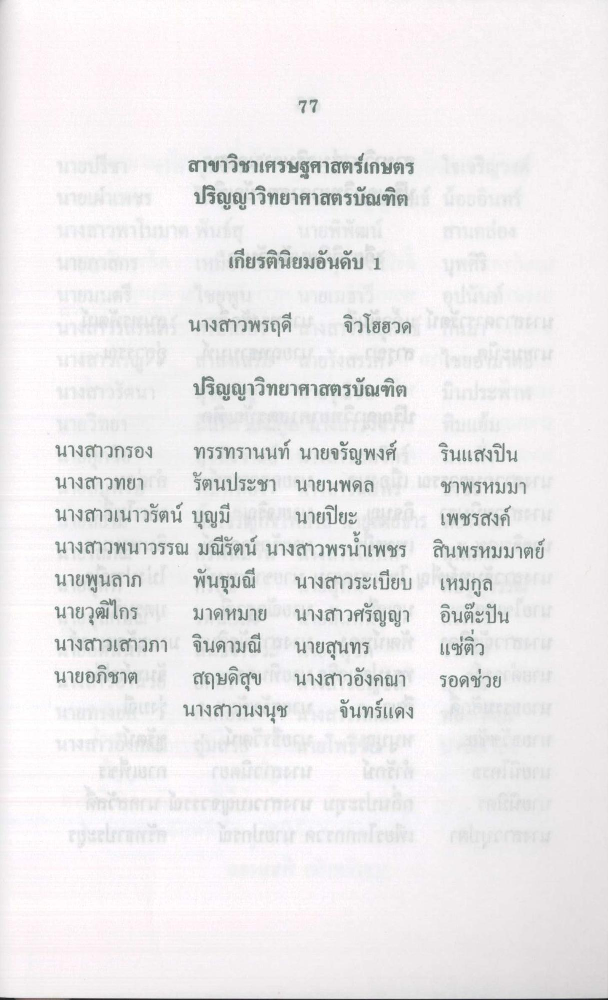 77
สาขาวิชาเศรษฐศาสตร์เกษตร
ปริญญาวิทยาศาสตรบัณฑิต
เกียรตินิยมอันดับ 1
นางสาวพรฤดี จิวโฮฮวด
ปริญญาวิทยาศาสตรบัณฑิต
นางสาวกรอง ทรรทรานนท์ นายจรัญพงศ์ รินแสงปิน
นางสาวทยา รัตนประชา นายนพดล ชาพรหมมา
นางสาวเนาวรัตน์ บุญมี นายปิยะ เพชรสงค์
นางสาวพนาวรรณ มณีรัตน์ นางสาวพรน้ำเพชร สินพรหมมาตย์
นายพูนลาภ พันธุมณี นางสาวระเบียบ เหมกูล
นายวุฒิไกร มาดหมาย นางสาวศรัญญา อินต๊ะปัน
นางสาวเสาวภา จินดามณี นายสุนทร แซ่ติ่ว
นายอภิชาต สฤษดิสุข นางสาวอังคณา รอดช่วย
นางสาวนงนุช จันทร์แดง